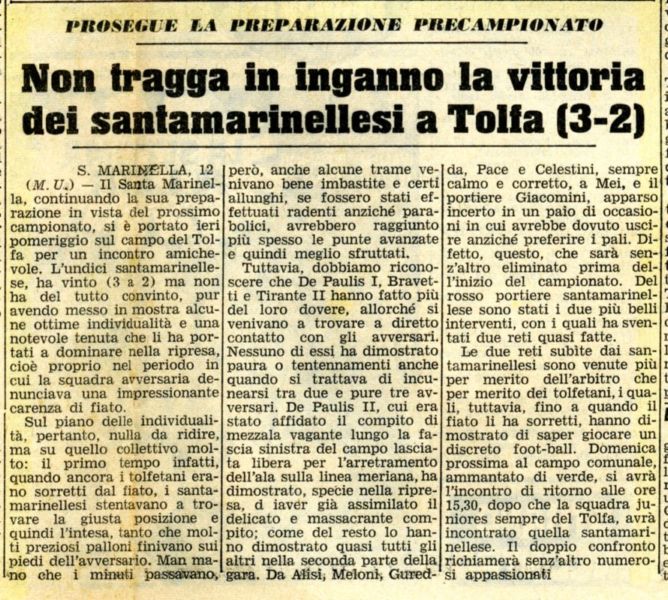 PROSEGUE LA PREPARAZIONE PRECAMPIONATO
Non tragga in inganno la vittoria
dei santamarinellesi a Tolfa (3-2)
S. MARINELLA, 12
(M. U.) — Il Santa Marinel-
la, continuando la sua prepa-
razione in vista del prossimo
campionato, si è portato ieri
pomeriggio sul campo del Tol-
fa per un incontro amiche-
vole. L'undici santamarinelle-
se, ha vinto (3 a 2) ma non
ha del tutto convinto, pur
avendo messo in mostra alcu-
ne ottime individualità e una
notevole tenuta che li ha por-
tati a dominare nella ripresa,
cioè proprio nel periodo in
cui la squadra avversaria de-
nunciava una impressionante
carenza di fiato.
Sul piano delle individuali-
tà, pertanto, nulla da ridire,
ma su quello collettivo mol-
to: il primo tempo infatti,
quando ancora i tolfetani era-
no sorretti dal fiato, i santa-
marinellesi stentavano a tro-
vare la giusta posizione e
quindi l'intesa, tanto che mol-
ti preziosi palloni finivano sui
piedi dell'avversario. Man ma-
no che i minuti passavano,
però, anche alcune trame ve-
nivano bene imbastite e certi
allunghi, se fossero stati ef-
fettuati radenti anziché para-
bolici, avrebbero raggiunto
più spesso le punte avanzate
e quindi meglio sfruttati.
Tuttavia, dobbiamo ricono-
scere che De Paulis I, Bravet-
ti e Tirante II hanno fatto più
del loro dovere, allorché si
venivano a trovare a diretto
contatto con gli avversari.
Nessuno di essi ha dimostrato
paura o tentennamenti anche
quando si trattava di incu-
nearsi tra due e pure tre av-
versari. De Paulis II, cui era
stato affidato il compito di
mezzala vagante lungo la fa-
scia sinistra del campo lascia-
ta libera per l'arretramento
dell'ala sulla linea meriana, ha
dimostrato, specie nella ripre-
sa, d iavér già assimilato il
delicato e massacrante com-
pito; come del resto lo han-
no dimostrato quasi tutti gli
altri nella seconda parte della
gara. Da Alisi, Meloni, Gured-
da, Pace e Celestini, sempre
calmo e corretto, a Mei, e il
portiere Giacomini, apparso
incerto in un paio di occasio-
ni in cui avrebbe dovuto usci-
re anziché preferire i pali. Di-
fetto, questo, che sarà sen-
z'altro eliminato prima del-
l'inizio del campionato. Del
rosso portiere santamarinel-
lese sono stati i due più belli
interventi, con i quali ha sven-
tati due reti quasi fatte.
Le due reti subìte dai san-
tamarinellesi sono venute più
per merito dell'arbitro che
per merito dei tolfetani, i qua-
li, tuttavia, fino a quando il
fiato li ha sorretti, hanno di-
mostrato di saper giocare un
discreto foot-ball. Domenica
prossima al campo comunale,
ammantato di verde, si avrà
l'incontro di ritorno alle ore
15,30, dopo che la squadra ju-
niores sempre del Tolfa, avrà
incontrato quella santamari-
nellese. Il doppio confronto
richiamerà senz'altro numero-
si appassionati